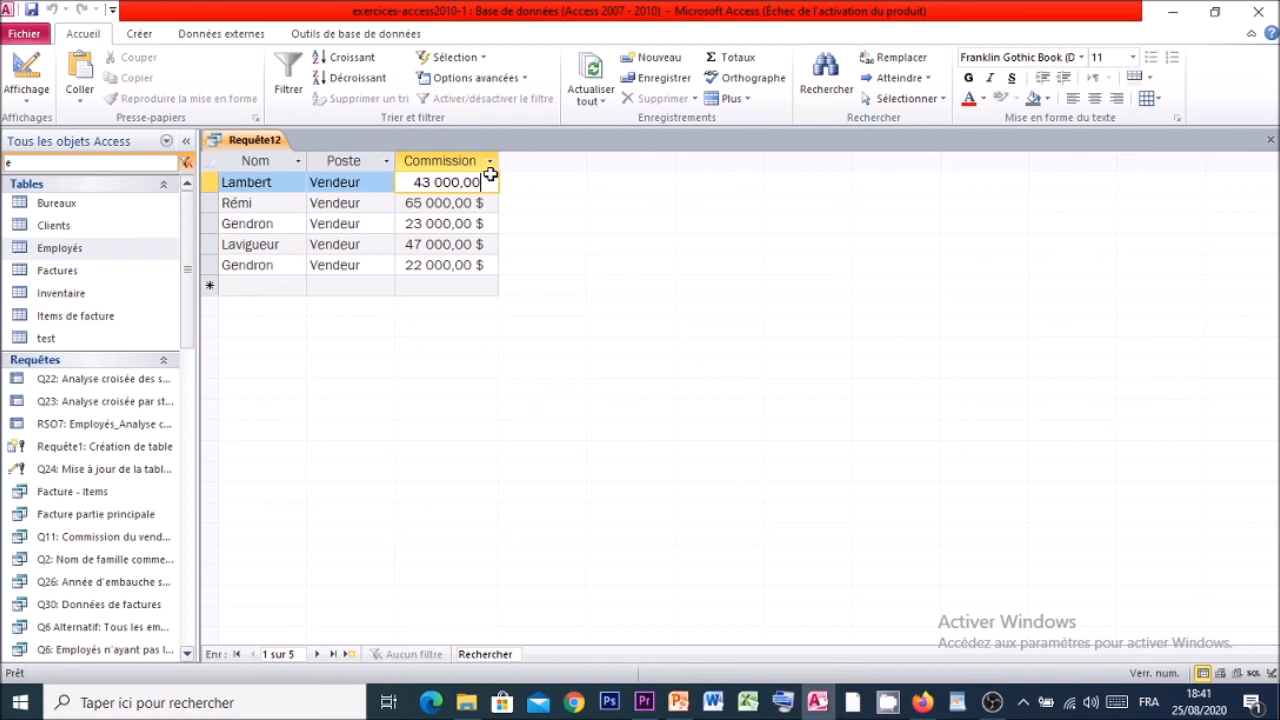 exercices-access2010-1 : Base de données (Access 2007 - 2010) - Microsoft Access (Échec de l'activation du produit)
Fichier Accueil Créer Données externes Outils de base de données
Affichage
Affichages
Coller
Couper
Copier
Reproduire la mise en forme
Presse-papiers
Filtrer
Croissant
Décroissant
Supprimer un tri
Sélection
Options avancées
Activer/désactiver le filtre
Trier et filtrer
Actualiser
tout
Nouveau
Enregistrer
Supprimer
Totaux
Orthographe
Plus
Enregistrements
Rechercher
Remplacer
Atteindre
Sélectionner
Rechercher
Franklin Gothic Book (D 11
G I S
A
Mise en forme du texte
Tous les objets Access
e
Tables
Bureaux
Clients
Employés
Factures
Inventaire
Items de facture
test
Requêtes
Q22: Analyse croisée des s...
Q23: Analyse croisée par st...
RSO7: Employés_Analyse c...
Requête1: Création de table
Q24: Mise à jour de la tabl...
Facture - Items
Facture partie principale
Q11: Commission du vend...
Q2: Nom de famille comme...
Q26: Année d'embauche s...
Q30: Données de factures
Q6 Alternatif: Tous les em...
Q6: Employés n'ayant pas l...
Requête12
Nom Poste Commission
Lambert Vendeur 43 000,00
Rémi Vendeur 65 000,00 $
Gendron Vendeur 23 000,00 $
Lavigueur Vendeur 47 000,00 $
Gendron Vendeur 22 000,00 $
Activer Windows
Accédez aux paramètres pour activer Windows.
Enr : 1 sur 5 Aucun filtre Rechercher
Prêt
Verr. num.
SQL
Taper ici pour rechercher
FRA
18:41
25/08/2020
1